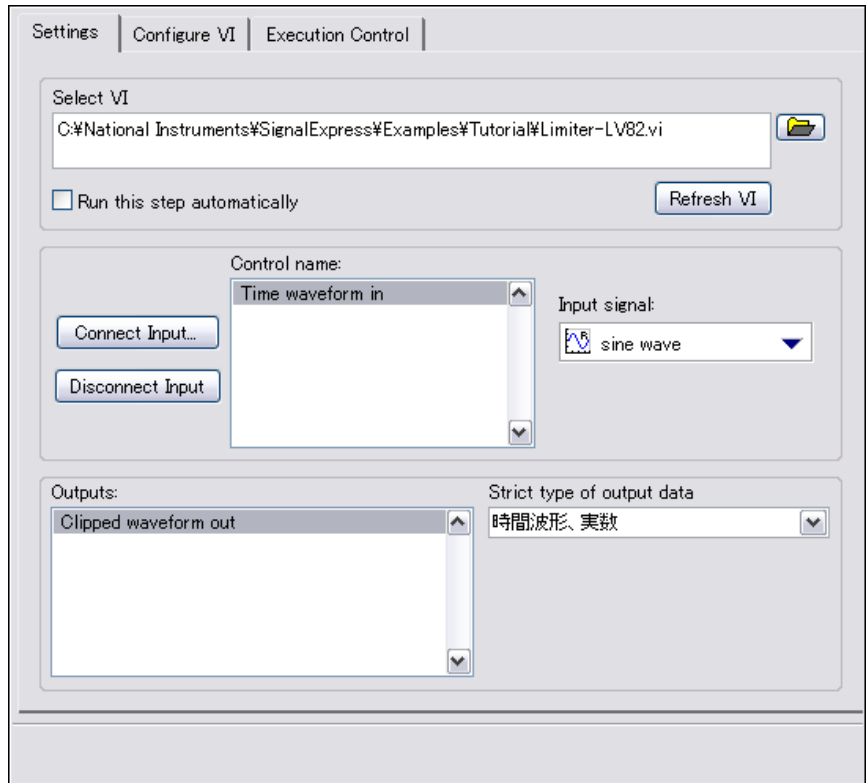 Settings
Configure VI
Execution Control
Select VI
C:¥National Instruments¥SignalExpress¥Examples¥Tutorial¥Limiter-LV82.vi
Run this step automatically
Refresh VI
Control name:
Time waveform in
Input signal:
Connect Input...
sine wave
Disconnect Input
Outputs:
Strict type of output data
Clipped waveform out
時間波形、実数